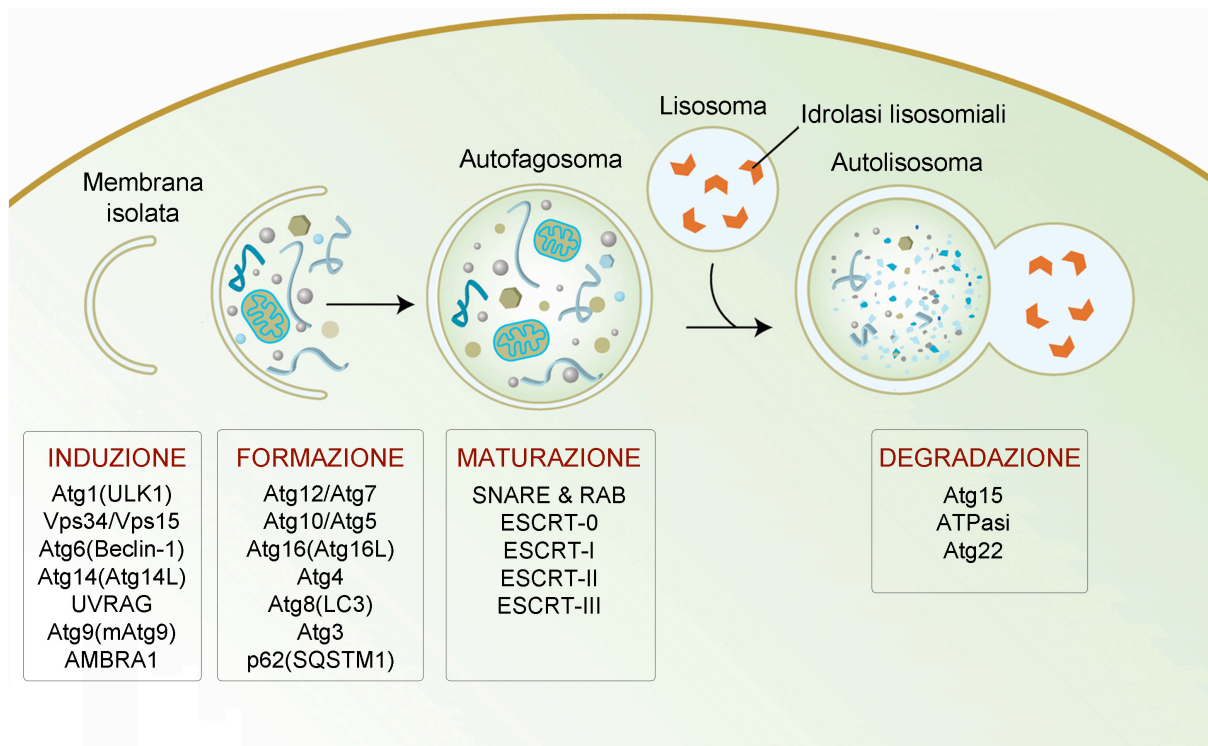 Lisosoma
Idrolasi lisosomiali
Autofagosoma
Autolisosoma
Membrana
isolata
INDUZIONE
Atg1(ULK1)
Vps34/Vps15
Atg6(Beclin-1)
Atg14(Atg14L)
UVRAG
Atg9(mAtg9)
AMBRA1
FORMAZIONE
Atg12/Atg7
Atg10/Atg5
Atg16(Atg16L)
Atg4
Atg8(LC3)
Atg3
p62(SQSTM1)
MATURAZIONE
SNARE & RAB
ESCRT-0
ESCRT-I
ESCRT-II
ESCRT-III
DEGRADAZIONE
Atg15
ATPasi
Atg22